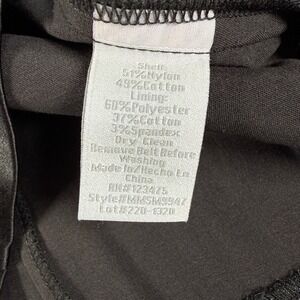 Shell:
51%Nylon
49%Cotton
Lining:
60%Polyester
37%Cotton
3%Spandex
Dry Clean
Remove Belt Before
Washing
Made In/Hecho En
China
RN#123475
Style#MMSM9947
Lot#220-1320